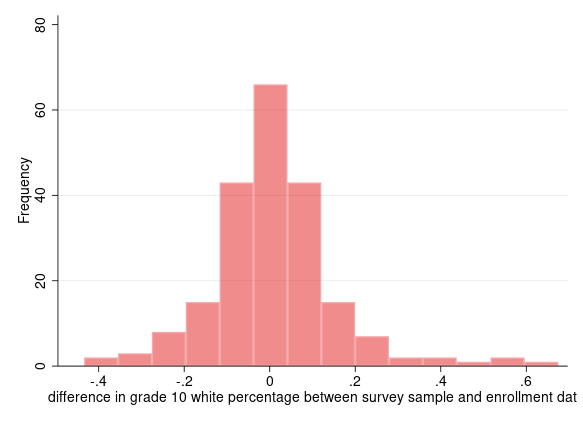 80
60
40
20
0
Frequency
-.4 -.2 0 .2 .4 .6
difference in grade 10 white percentage between survey sample and enrollment dat